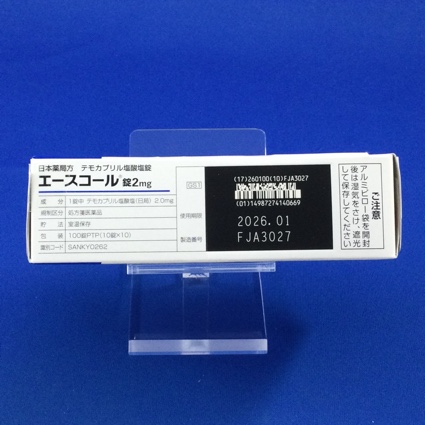 日本薬局方 テモカプリル塩酸塩錠
エースコール®錠2mg
成分 1錠中 テモカプリル塩酸塩(日局) 2.0mg
規制区分 処方箋医薬品
貯法 室温保存
包装 100錠PTP(10錠×10)
識別コード SANKYO262
GS1
使用期限
製造番号
(17)260100(10)FJA3027
(01)14987274140669
2026.01
FJA3027
ご注意
アルミピロー袋を開封
後は湿気をさけ、遮光
して保存してください